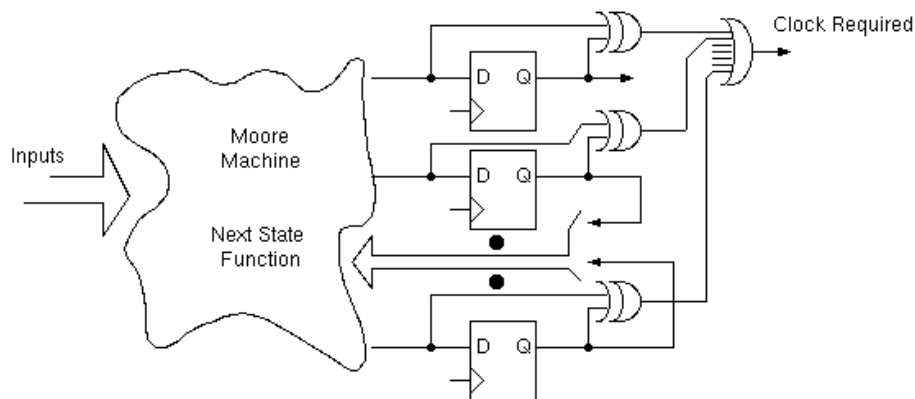 Clock Required
D Q
Inputs
Moore
Machine
D Q
Next State
Function
D Q